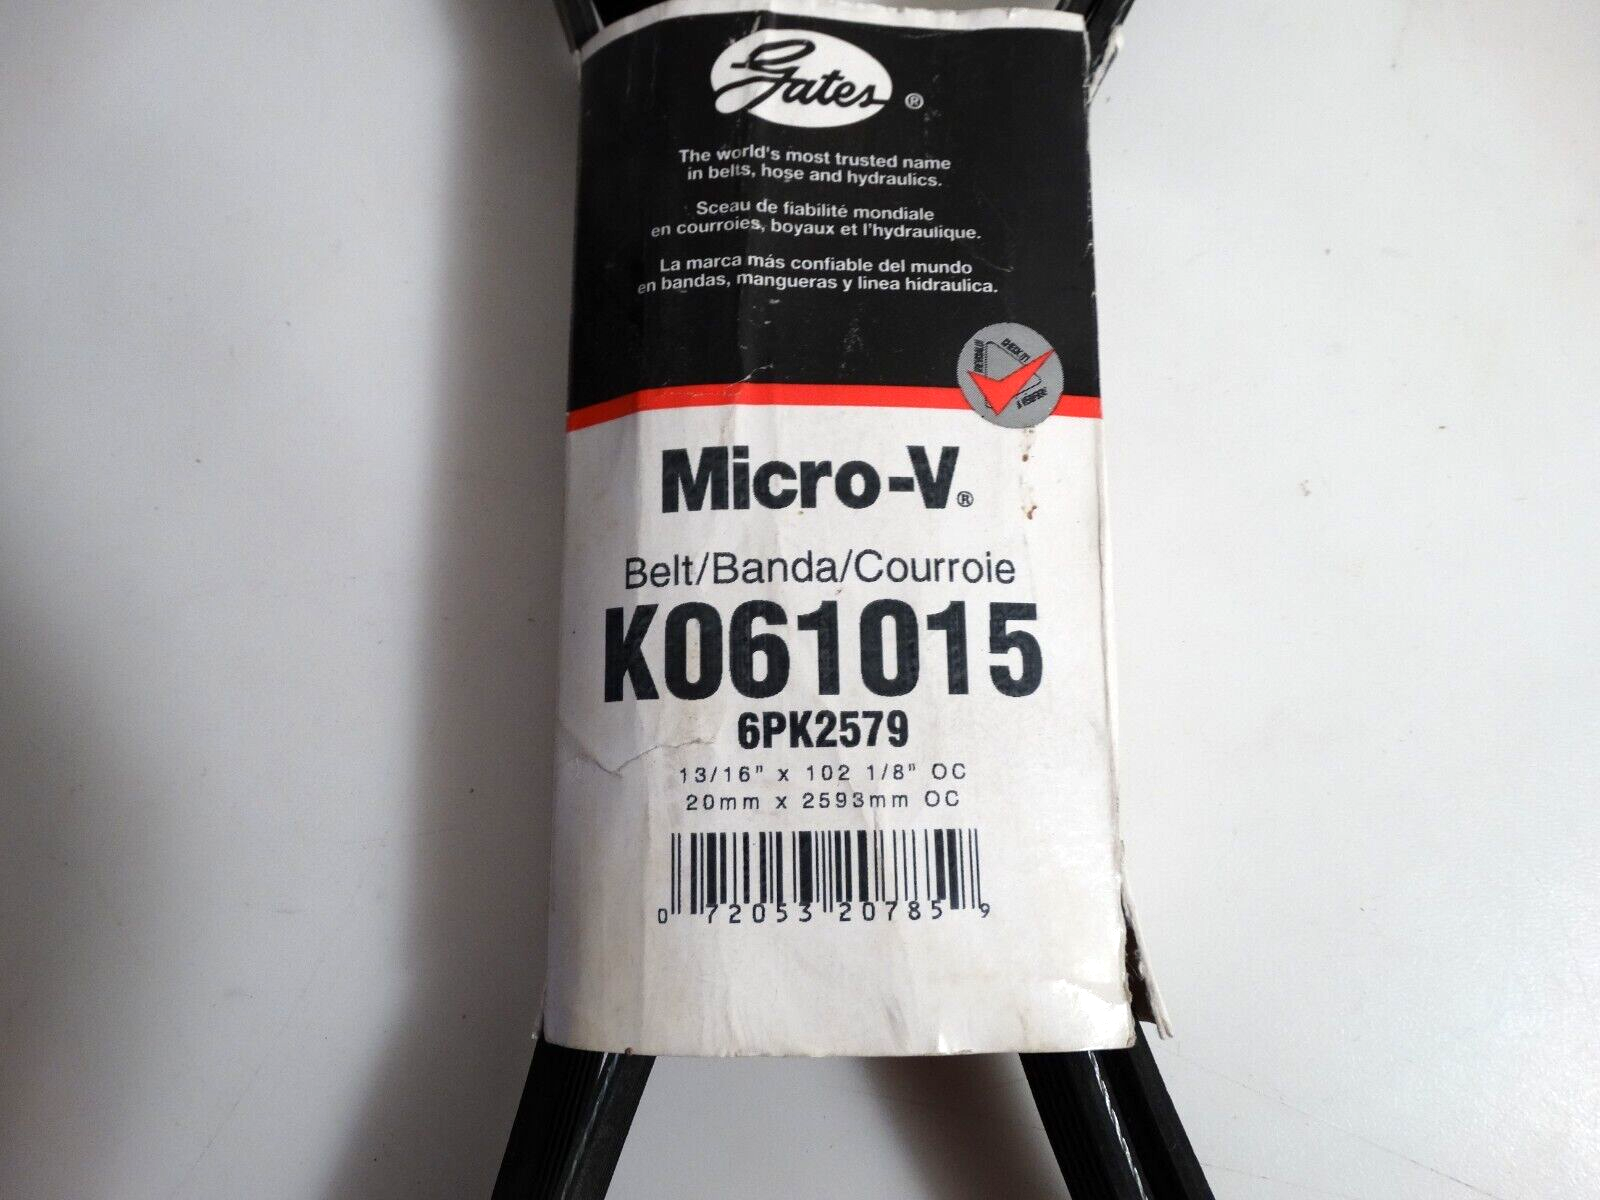 Gates ®
The world's most trusted name
in belts, hose and hydraulics.
Sceau de fiabilité mondiale
en courroies, boyaux et l'hydraulique.
La marca más confiable del mundo
en bandas, mangueras y linea hidraulica.
CHECK IT!
Micro-V®
Belt/Banda/Courroie
K061015
6PK2579
13/16" x 102 1/8" OC
20mm x 2593mm OC
0 72053 20785 9